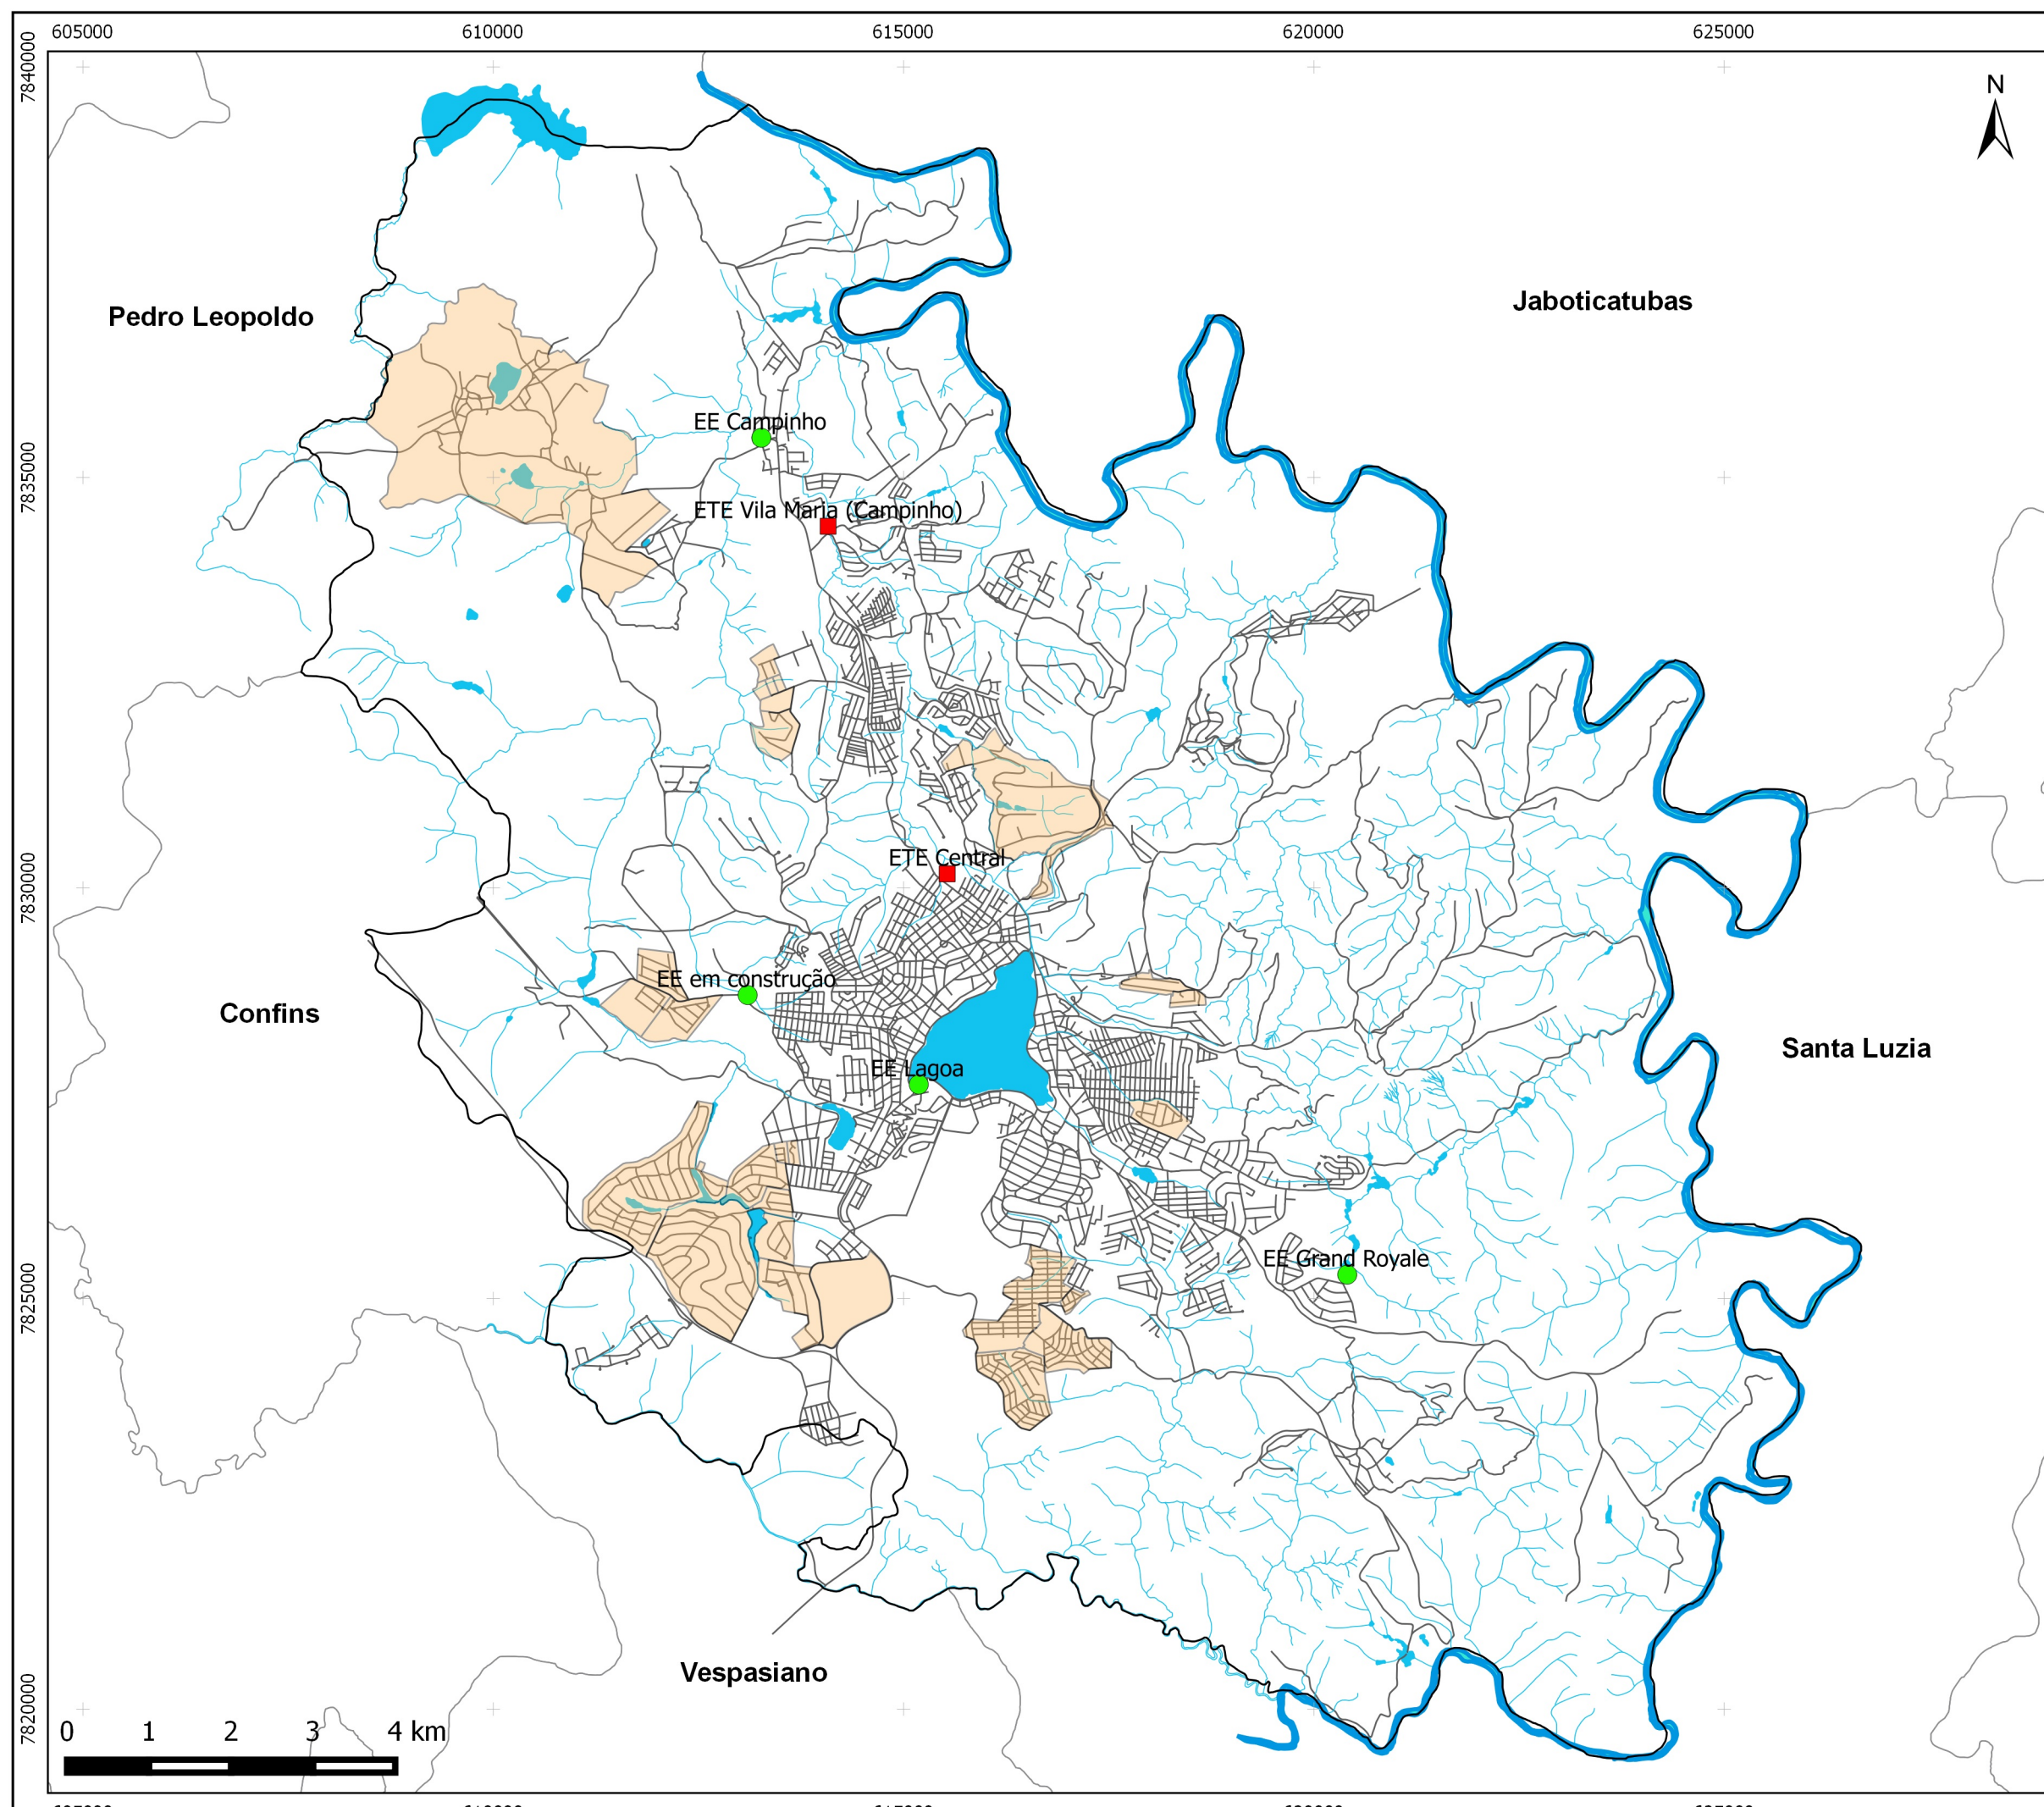 605000 610000 615000 620000 625000
7840000
N
Pedro Leopoldo
Jaboticatubas
EE Campinho
7835000
ETE Vila Maria (Campinho)
ETE Central
7830000
EE em construção
Confins
Santa Luzia
EE Lagoa
EE Grand Royale
7825000
Vespasiano
7820000
0 1 2 3 4 km